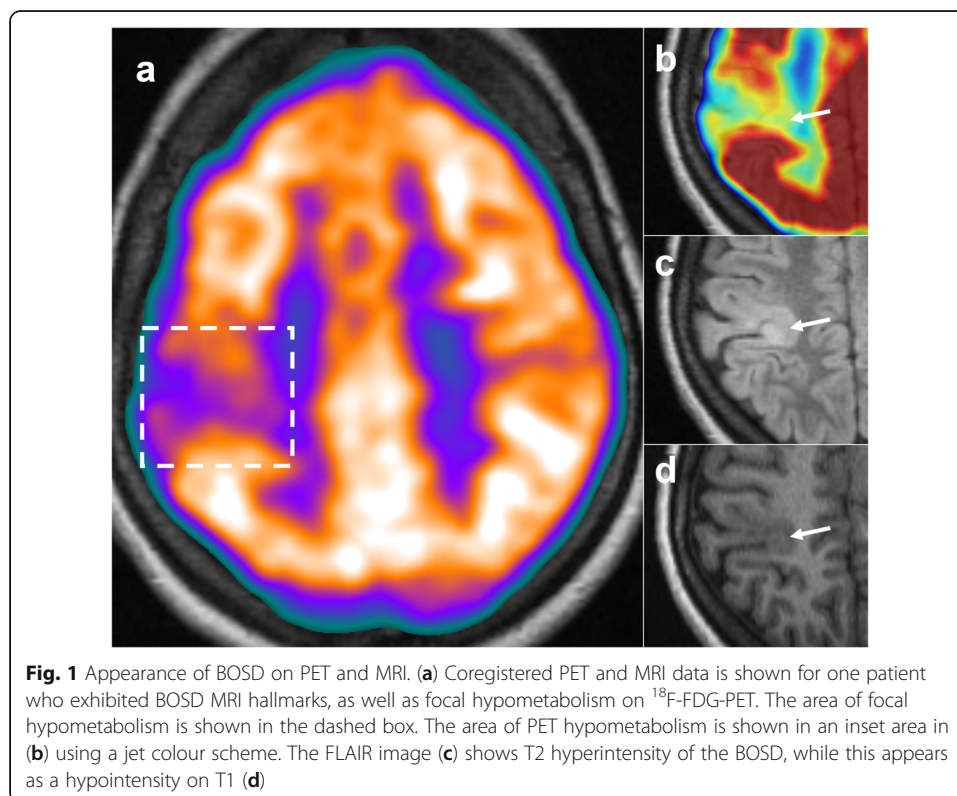 a
b
c
d
Fig. 1 Appearance of BOSD on PET and MRI. (a) Coregistered PET and MRI data is shown for one patient
who exhibited BOSD MRI hallmarks, as well as focal hypometabolism on ¹⁸F-FDG-PET. The area of focal
hypometabolism is shown in the dashed box. The area of PET hypometabolism is shown in an inset area in
(b) using a jet colour scheme. The FLAIR image (c) shows T2 hyperintensity of the BOSD, while this appears
as a hypointensity on T1 (d)